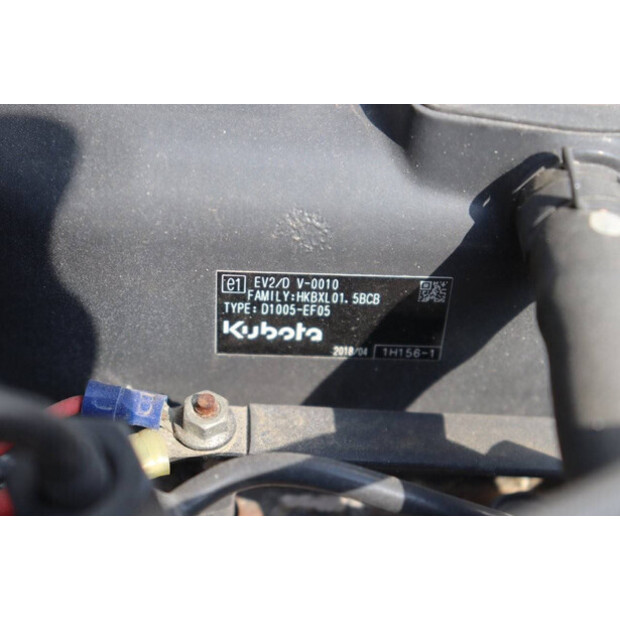 e1 EV2/D V-0010
FAMILY:HKBXL01.5BCB
TYPE:D1005-EF05
Kubota
2018/04 1H156-1